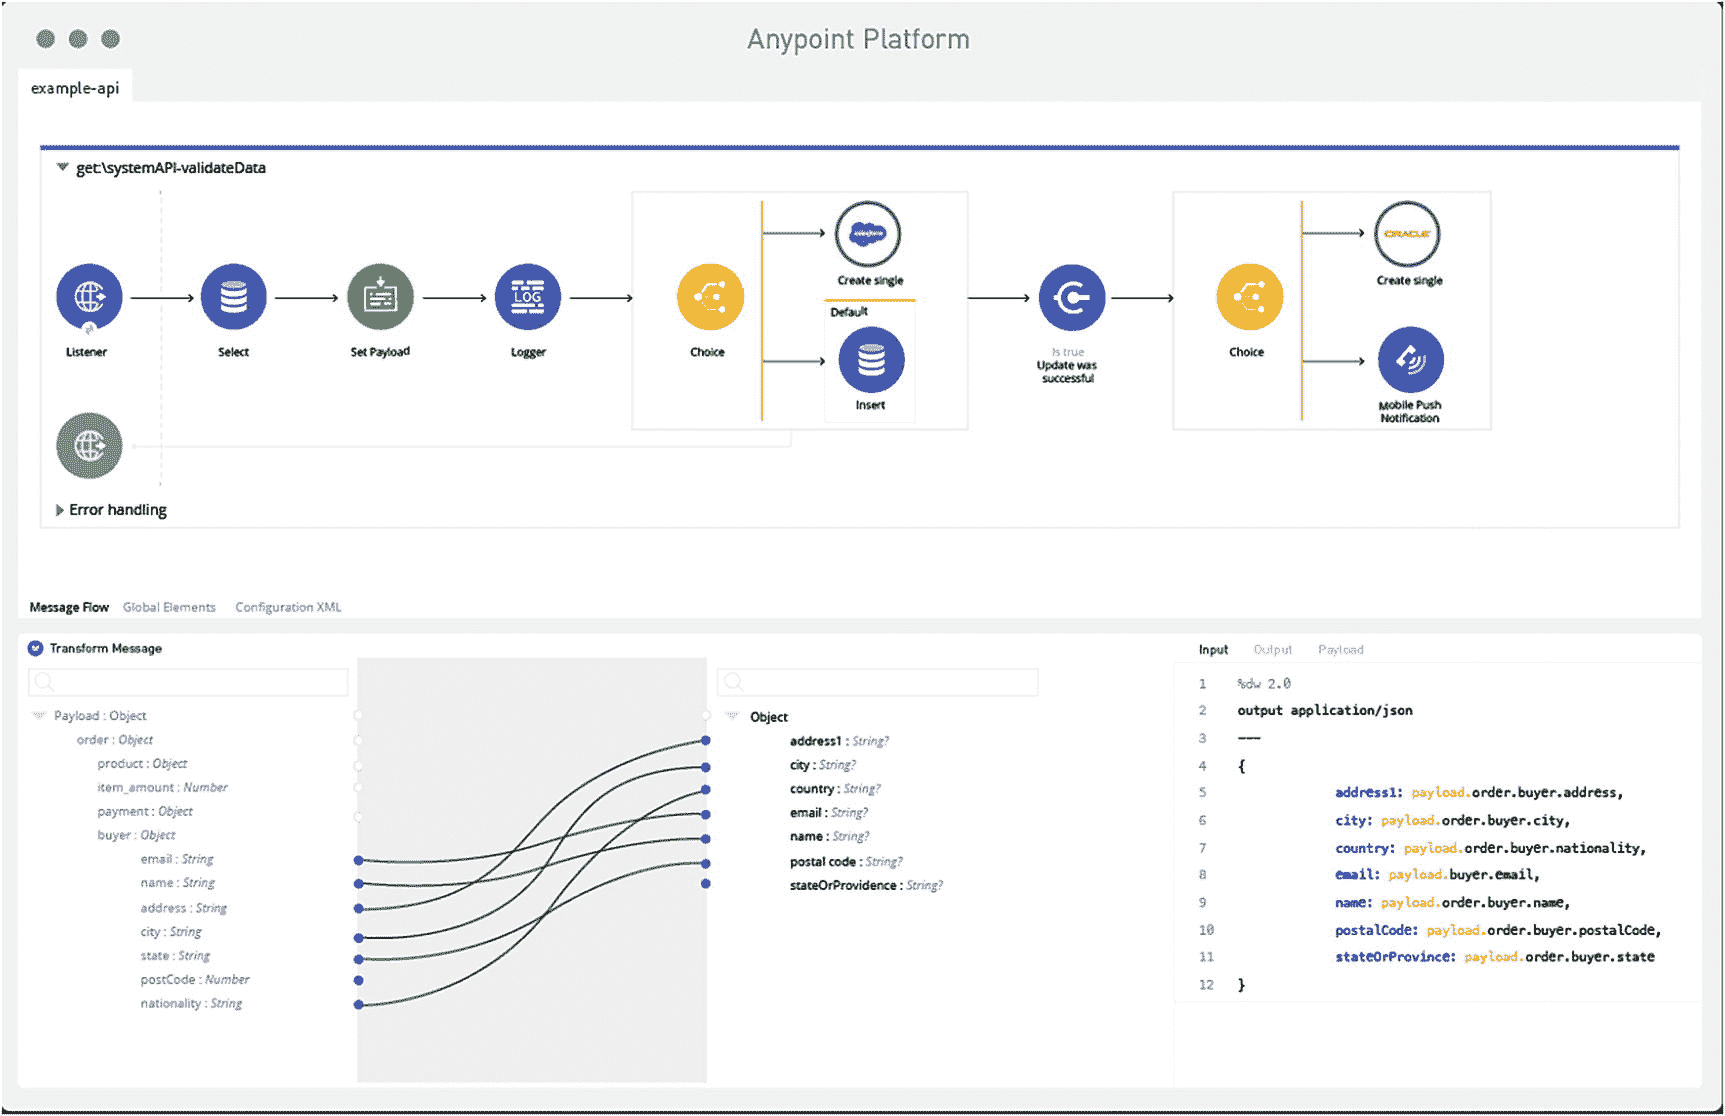 Anypoint Platform
example-api
get:\systemAPI-validateData
Listener
Select
Set Payload
LOG
Logger
Choice
salesforce
Create single
Default
Insert
Is true
Update was
successful
Choice
ORACLE
Create single
Mobile Push
Notification
Error handling
Message Flow Global Elements Configuration XML
Transform Message
Payload : Object
order : Object
product : Object
item_amount : Number
payment : Object
buyer : Object
email : String
name : String
address : String
city : String
state : String
postCode : Number
nationality : String
Object
address1 : String?
city : String?
country : String?
email : String?
name : String?
postal code : String?
stateOrProvidence : String?
Input Output Payload
1 %dw 2.0
2 output application/json
3 ---
4 {
5 address1: payload.order.buyer.address,
6 city: payload.order.buyer.city,
7 country: payload.order.buyer.nationality,
8 email: payload.buyer.email,
9 name: payload.order.buyer.name,
10 postalCode: payload.order.buyer.postalCode,
11 stateOrProvince: payload.order.buyer.state
12 }